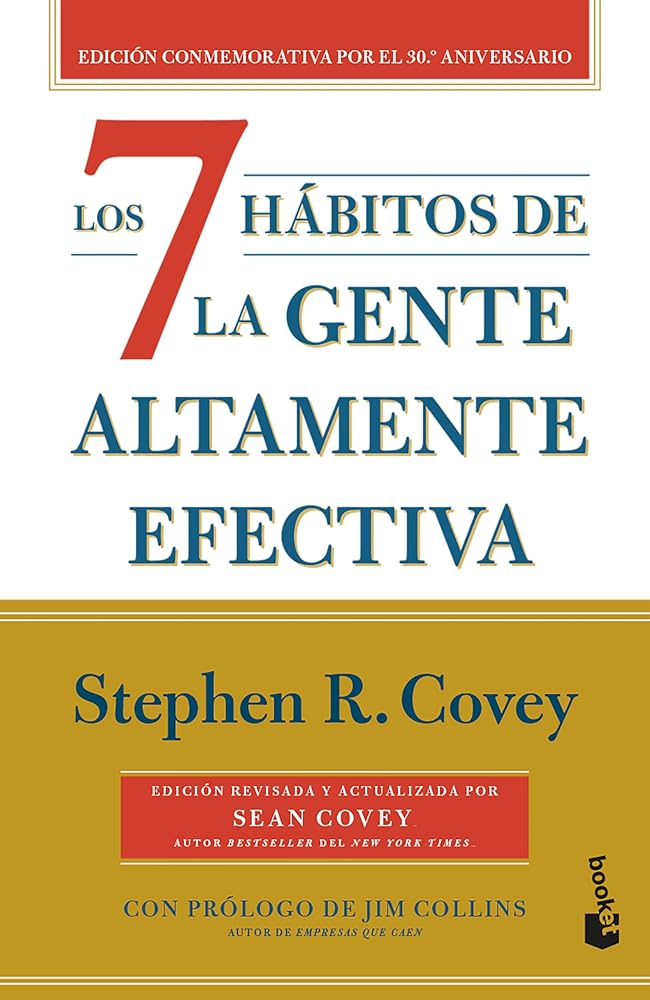 EDICIÓN CONMEMORATIVA POR EL 30.º ANIVERSARIO
LOS 7 HÁBITOS DE
LA GENTE
ALTAMENTE
EFECTIVA
Stephen R. Covey
EDICIÓN REVISADA Y ACTUALIZADA POR
SEAN COVEY
AUTOR BESTSELLER DEL NEW YORK TIMES
CON PRÓLOGO DE JIM COLLINS
AUTOR DE EMPRESAS QUE CAEN
booket